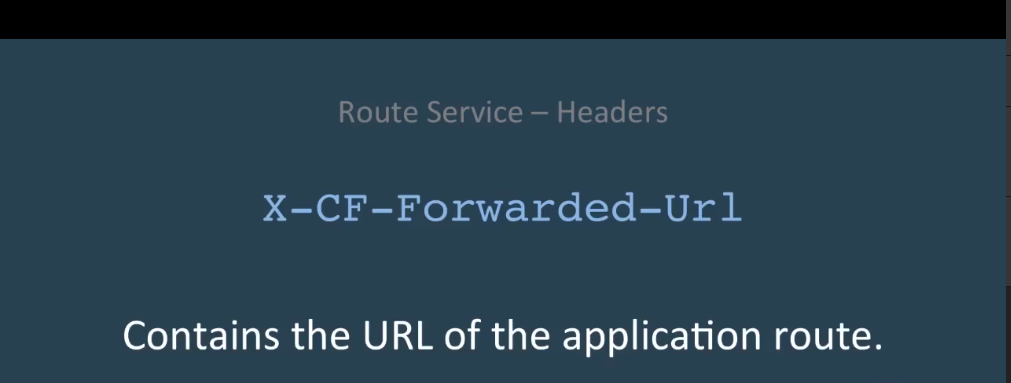 Route Service – Headers
X-CF-Forwarded-Url
Contains the URL of the application route.